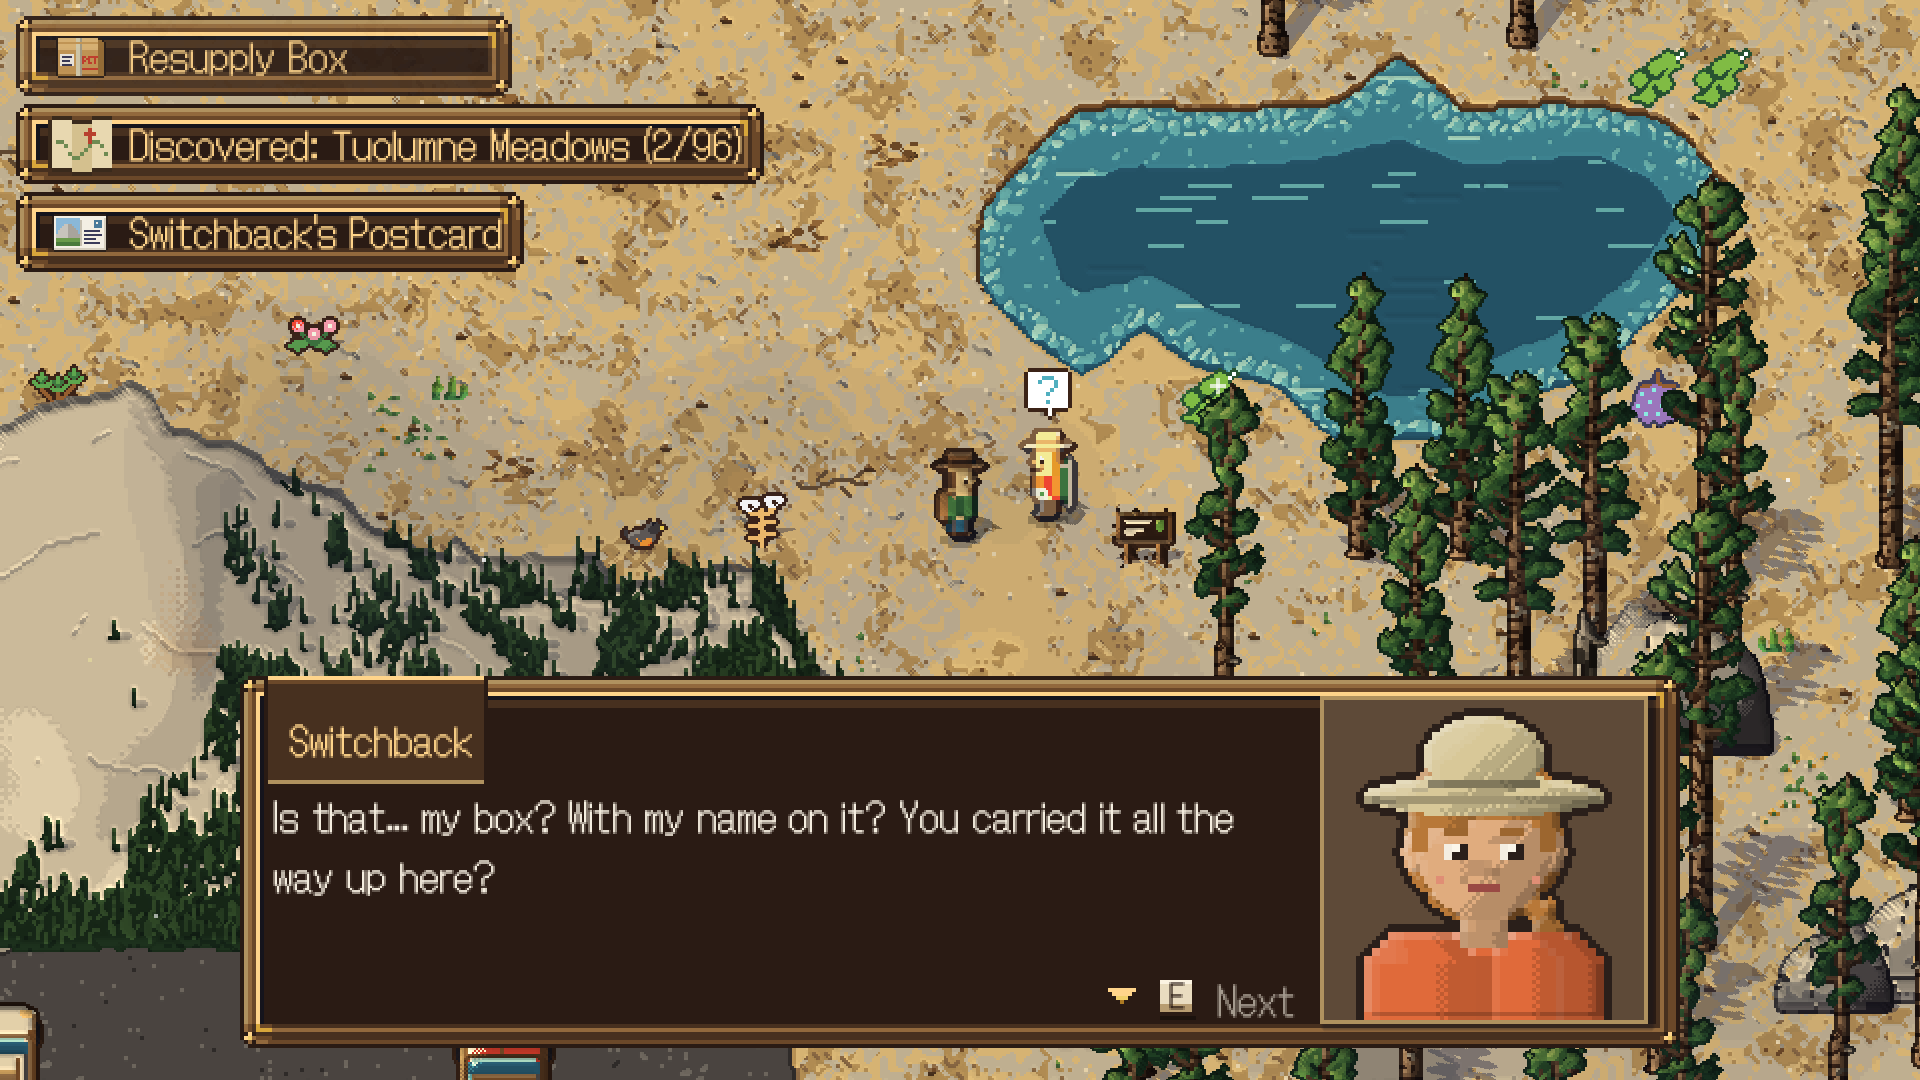 Resupply Box
Discovered: Tuolumne Meadows (2/96)
Switchback's Postcard
?
Switchback
Is that... my box? With my name on it? You carried it all the
way up here?
E Next